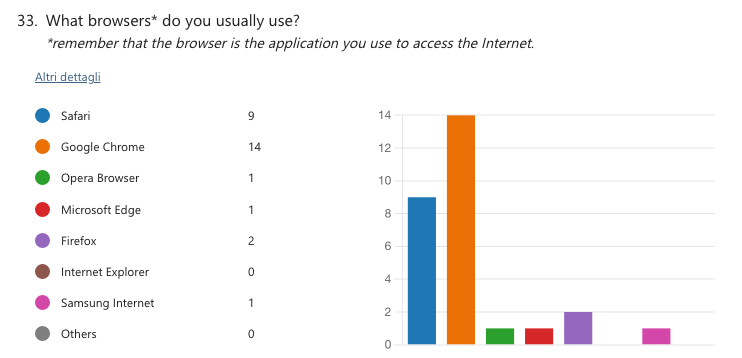 33. What browsers* do you usually use?
*remember that the browser is the application you use to access the Internet.
Altri dettagli
Safari 9
Google Chrome 14
Opera Browser 1
Microsoft Edge 1
Firefox 2
Internet Explorer 0
Samsung Internet 1
Others 0
14
12
10
8
6
4
2
0